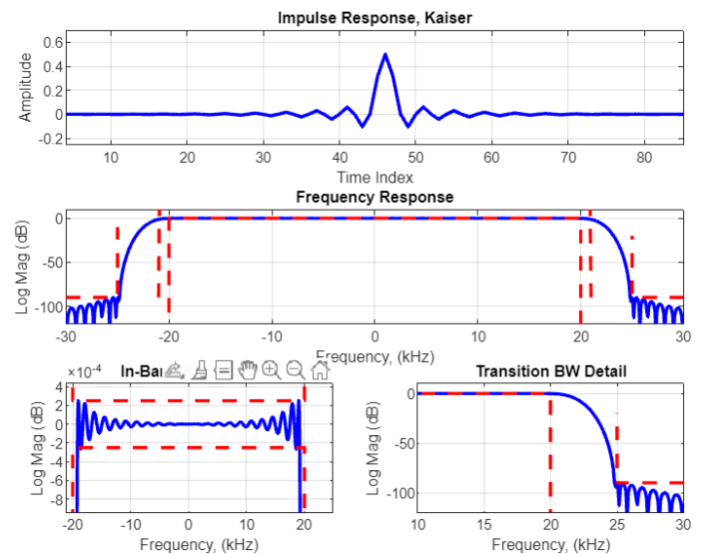 Impulse Response, Kaiser
0.6
0.4
0.2
0
-0.2
Amplitude
10 20 30 40 50 60 70 80
Time Index
Frequency Response
0
-50
-100
Log Mag (dB)
-30 -20 -10 0 10 20 30
Frequency, (kHz)
×10-4
4
2
0
-2
-4
-6
-8
Log Mag (dB)
-20 -10 0 10 20
Frequency, (kHz)
Transition BW Detail
0
-50
-100
Log Mag (dB)
10 15 20 25 30
Frequency, (kHz)